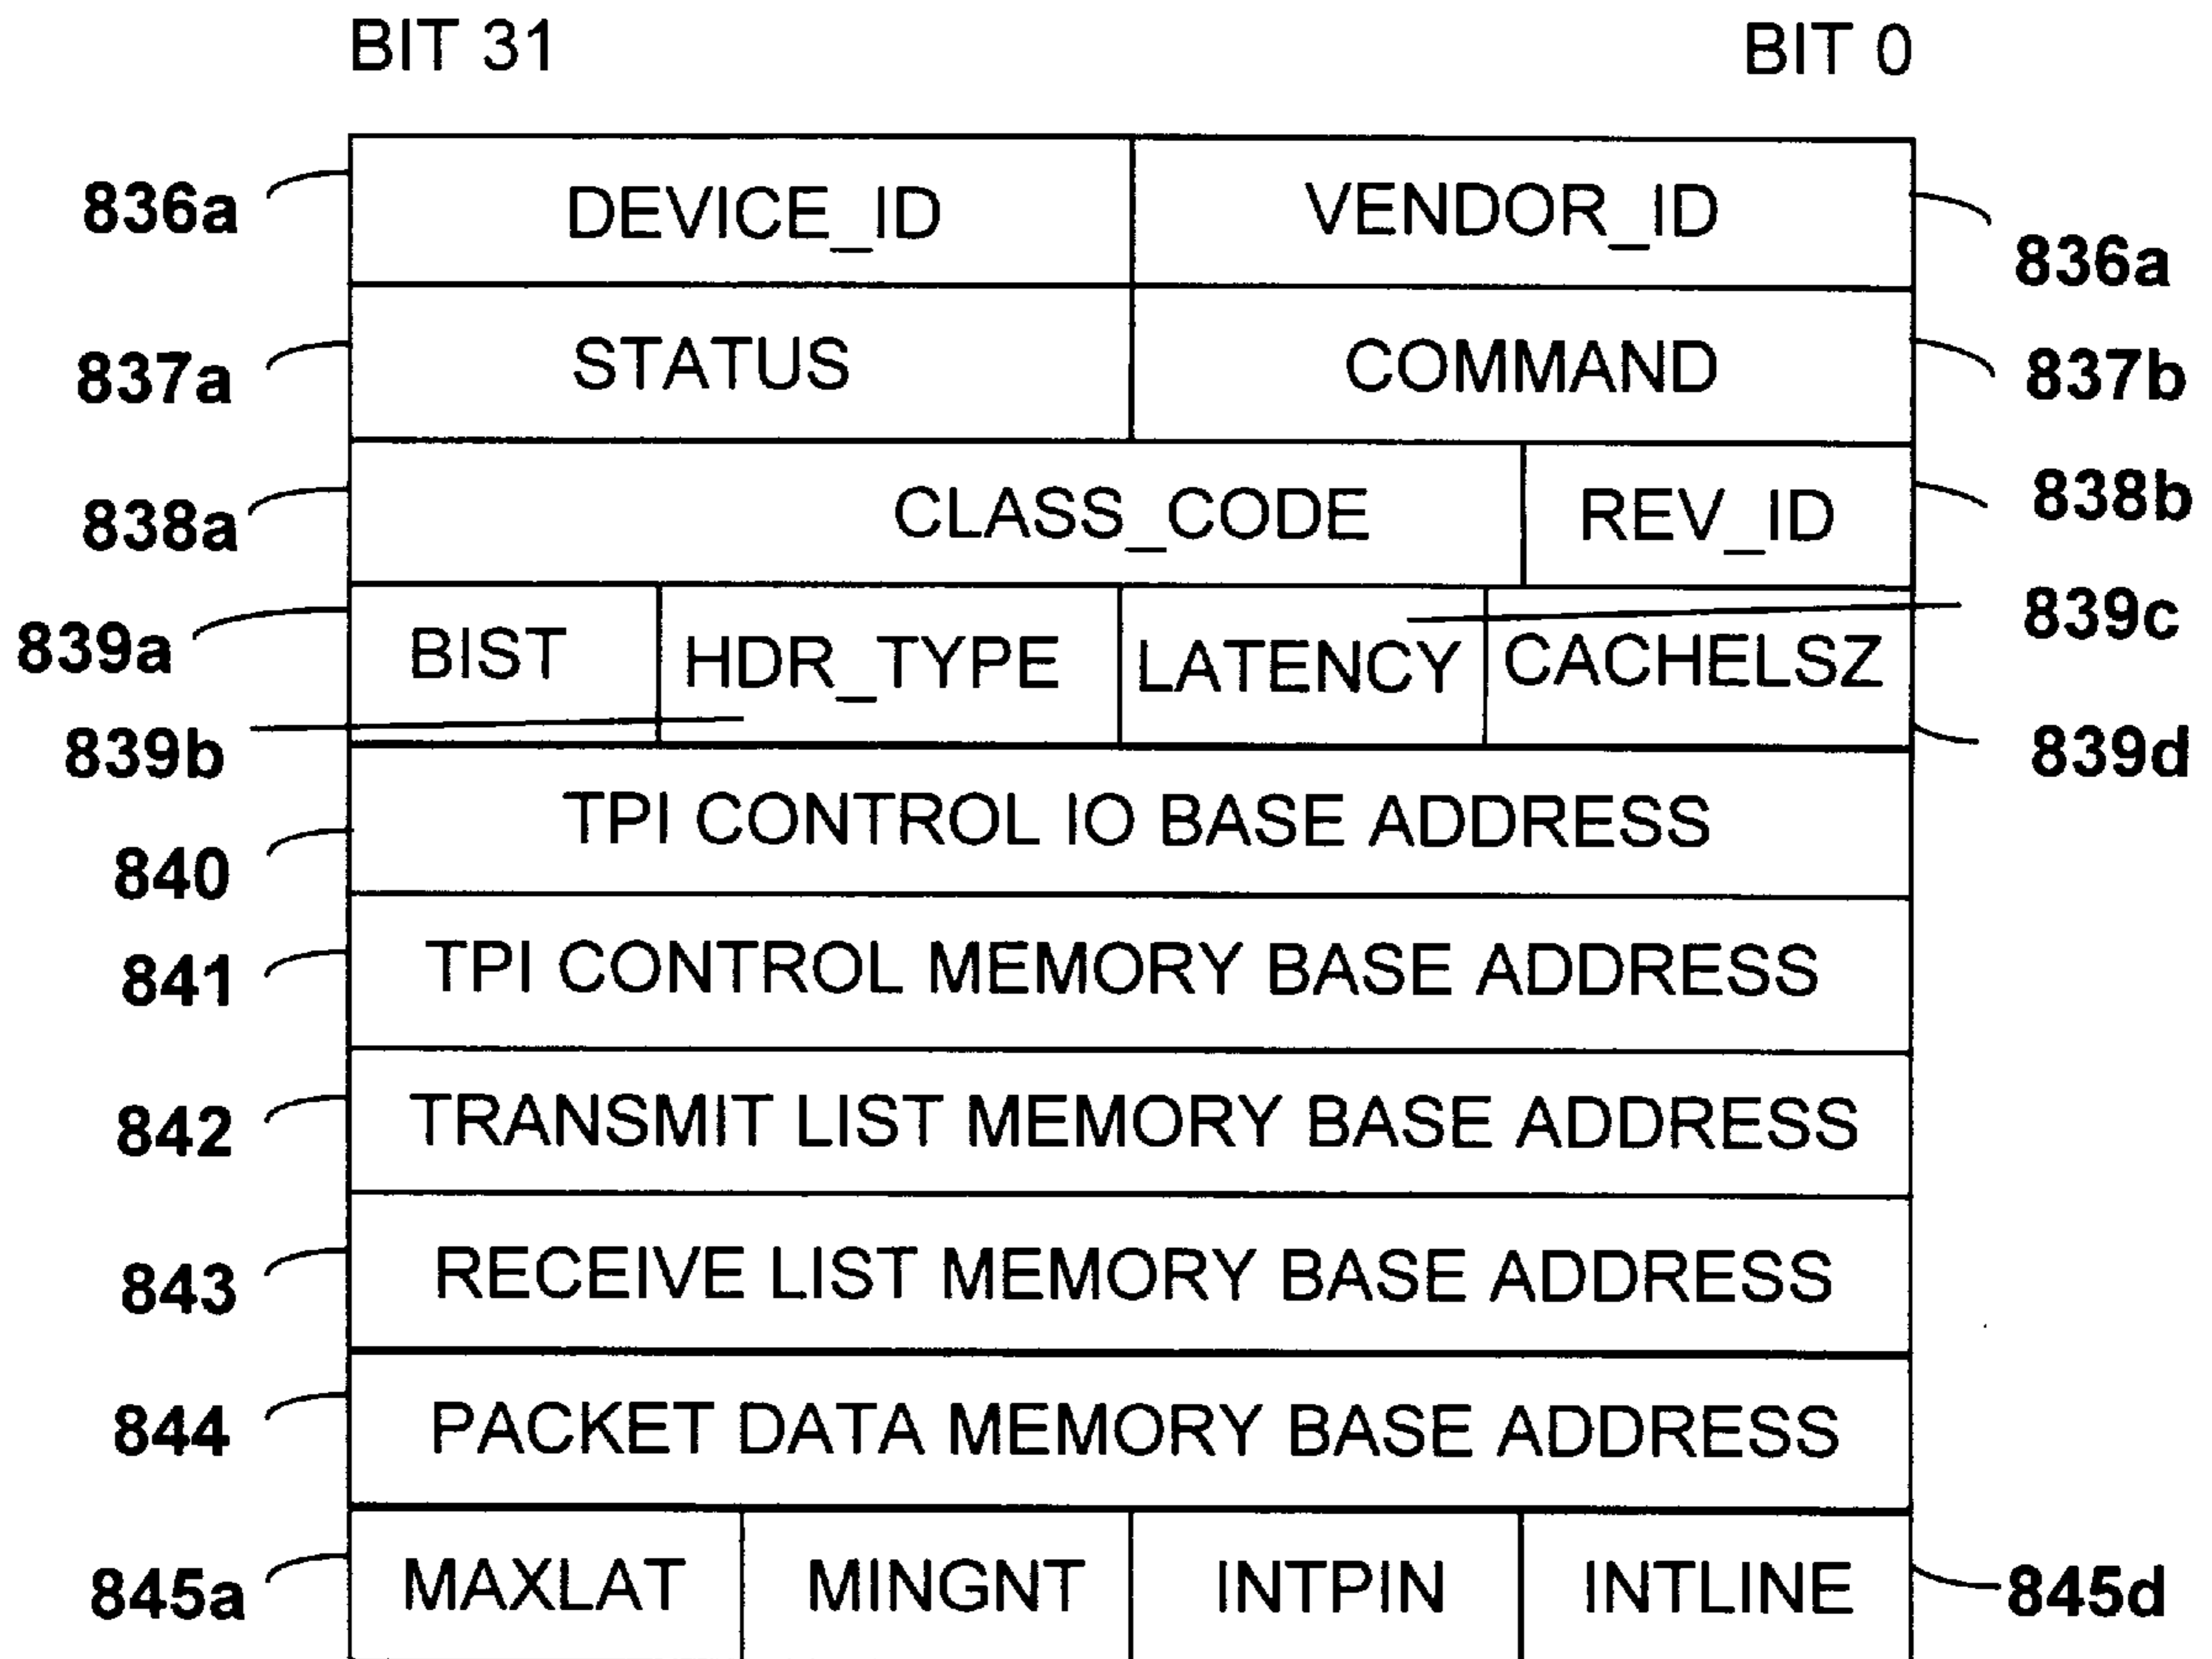 BIT 31 BIT 0
836a DEVICE_ID VENDOR_ID 836a
837a STATUS COMMAND 837b
838a CLASS_CODE REV_ID 838b
839a BIST HDR_TYPE LATENCY CACHELSZ 839c
839b 839d
840 TPI CONTROL IO BASE ADDRESS
841 TPI CONTROL MEMORY BASE ADDRESS
842 TRANSMIT LIST MEMORY BASE ADDRESS
843 RECEIVE LIST MEMORY BASE ADDRESS
844 PACKET DATA MEMORY BASE ADDRESS
845a MAXLAT MINGNT INTPIN INTLINE 845d